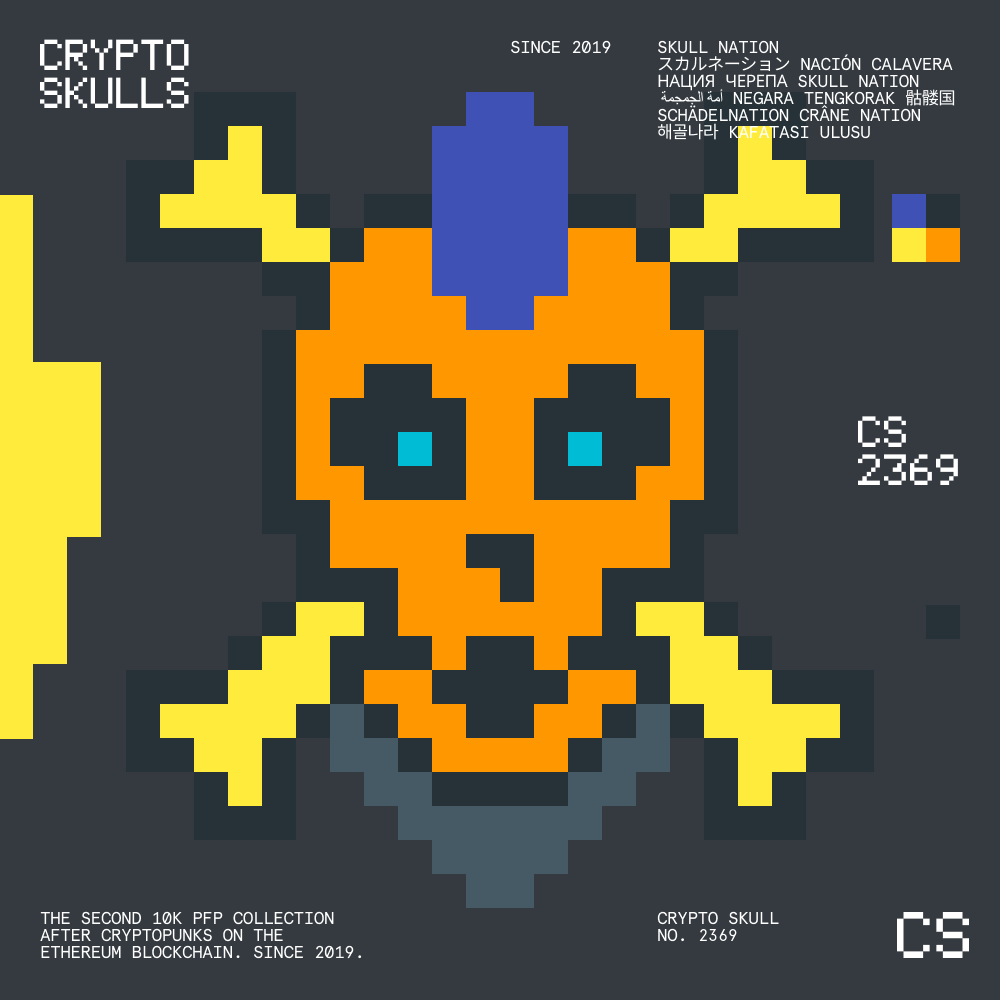 CRYPTO
SKULLS
SINCE 2019
SKULL NATION
スカルネーション NACIÓN CALAVERA
НАЦИЯ ЧЕРЕПА SKULL NATION
أمة الجمجمة NEGARA TENGKORAK 骷髅国
SCHÄDELNATION CRÂNE NATION
해골나라 KAFATASI ULUSU
CS
2369
THE SECOND 10K PFP COLLECTION
AFTER CRYPTOPUNKS ON THE
ETHEREUM BLOCKCHAIN. SINCE 2019.
CRYPTO SKULL
NO. 2369
CS